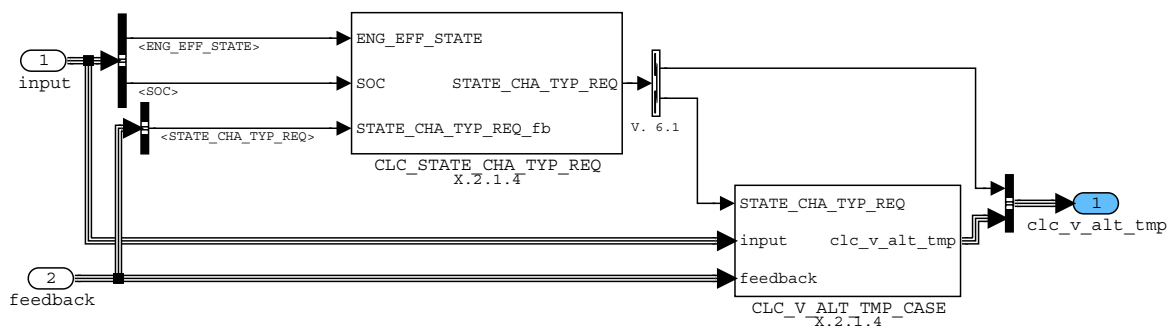 1
input
<ENG_EFF_STATE>
<SOC>
<STATE_CHA_TYP_REQ>
ENG_EFF_STATE
SOC
STATE_CHA_TYP_REQ
STATE_CHA_TYP_REQ_fb
CLC_STATE_CHA_TYP_REQ
X.2.1.4
V. 6.1
2
feedback
STATE_CHA_TYP_REQ
input
clc_v_alt_tmp
feedback
CLC_V_ALT_TMP_CASE
X.2.1.4
1
clc_v_alt_tmp